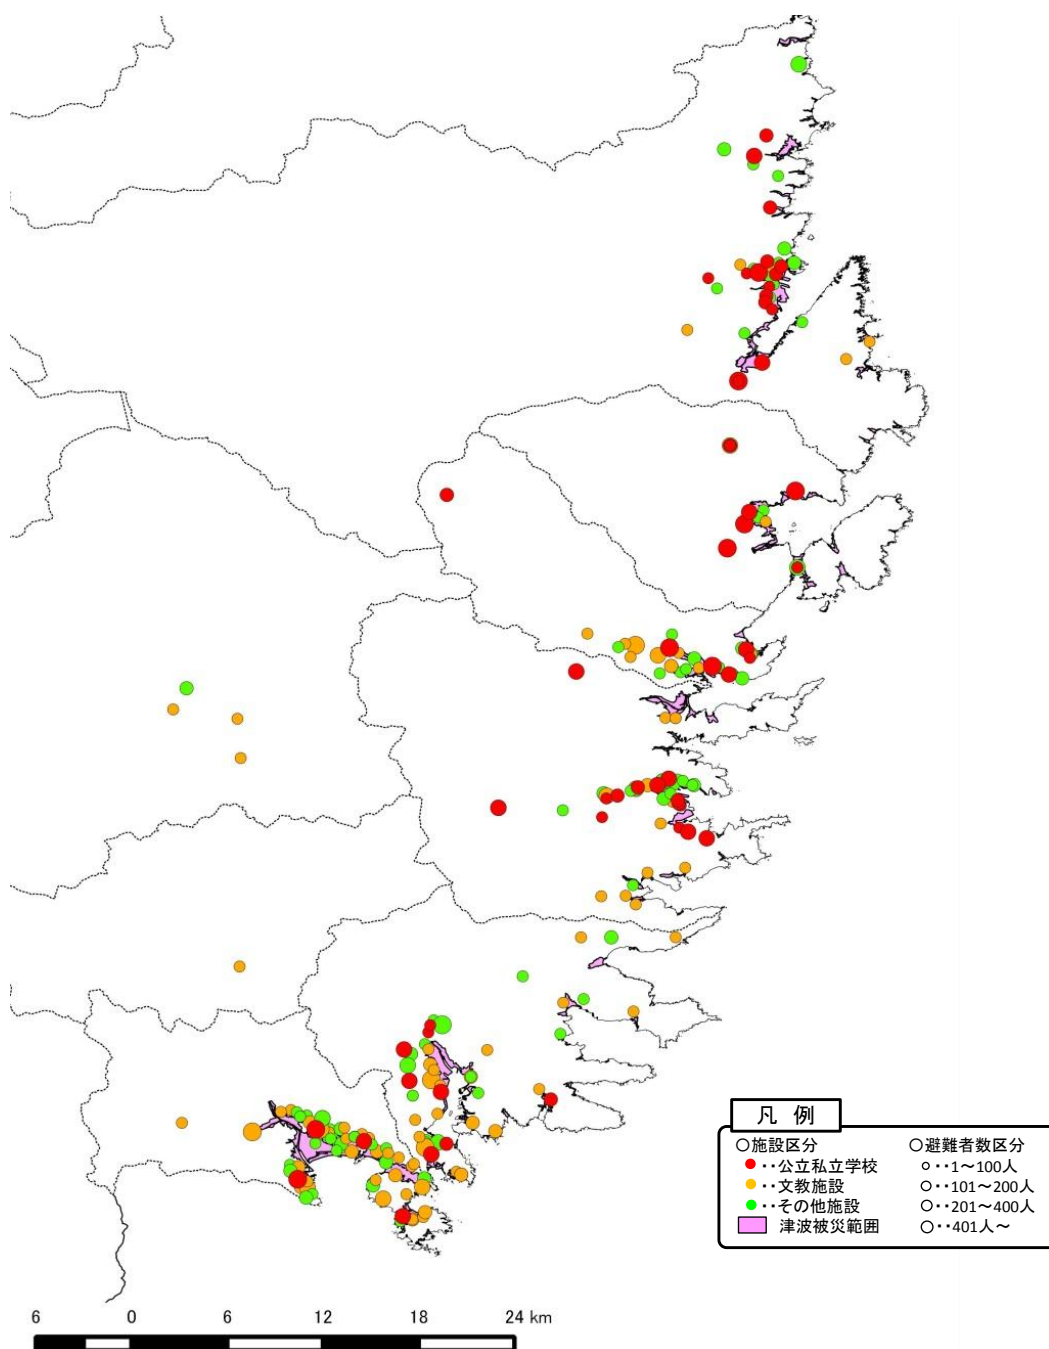 凡 例
○施設区分
●‥公立私立学校
●‥文教施設
●‥その他施設
津波被災範囲
○避難者数区分
○‥1～100人
○‥101～200人
○‥201～400人
○‥401人～
6 0 6 12 18 24 km